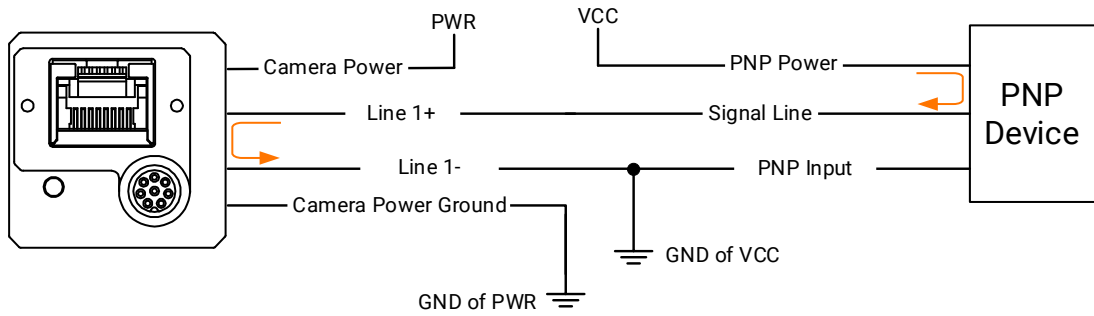 PWR
VCC
Camera Power
PNP Power
Line 1+
Signal Line
PNP
Device
Line 1-
PNP Input
Camera Power Ground
GND of VCC
GND of PWR